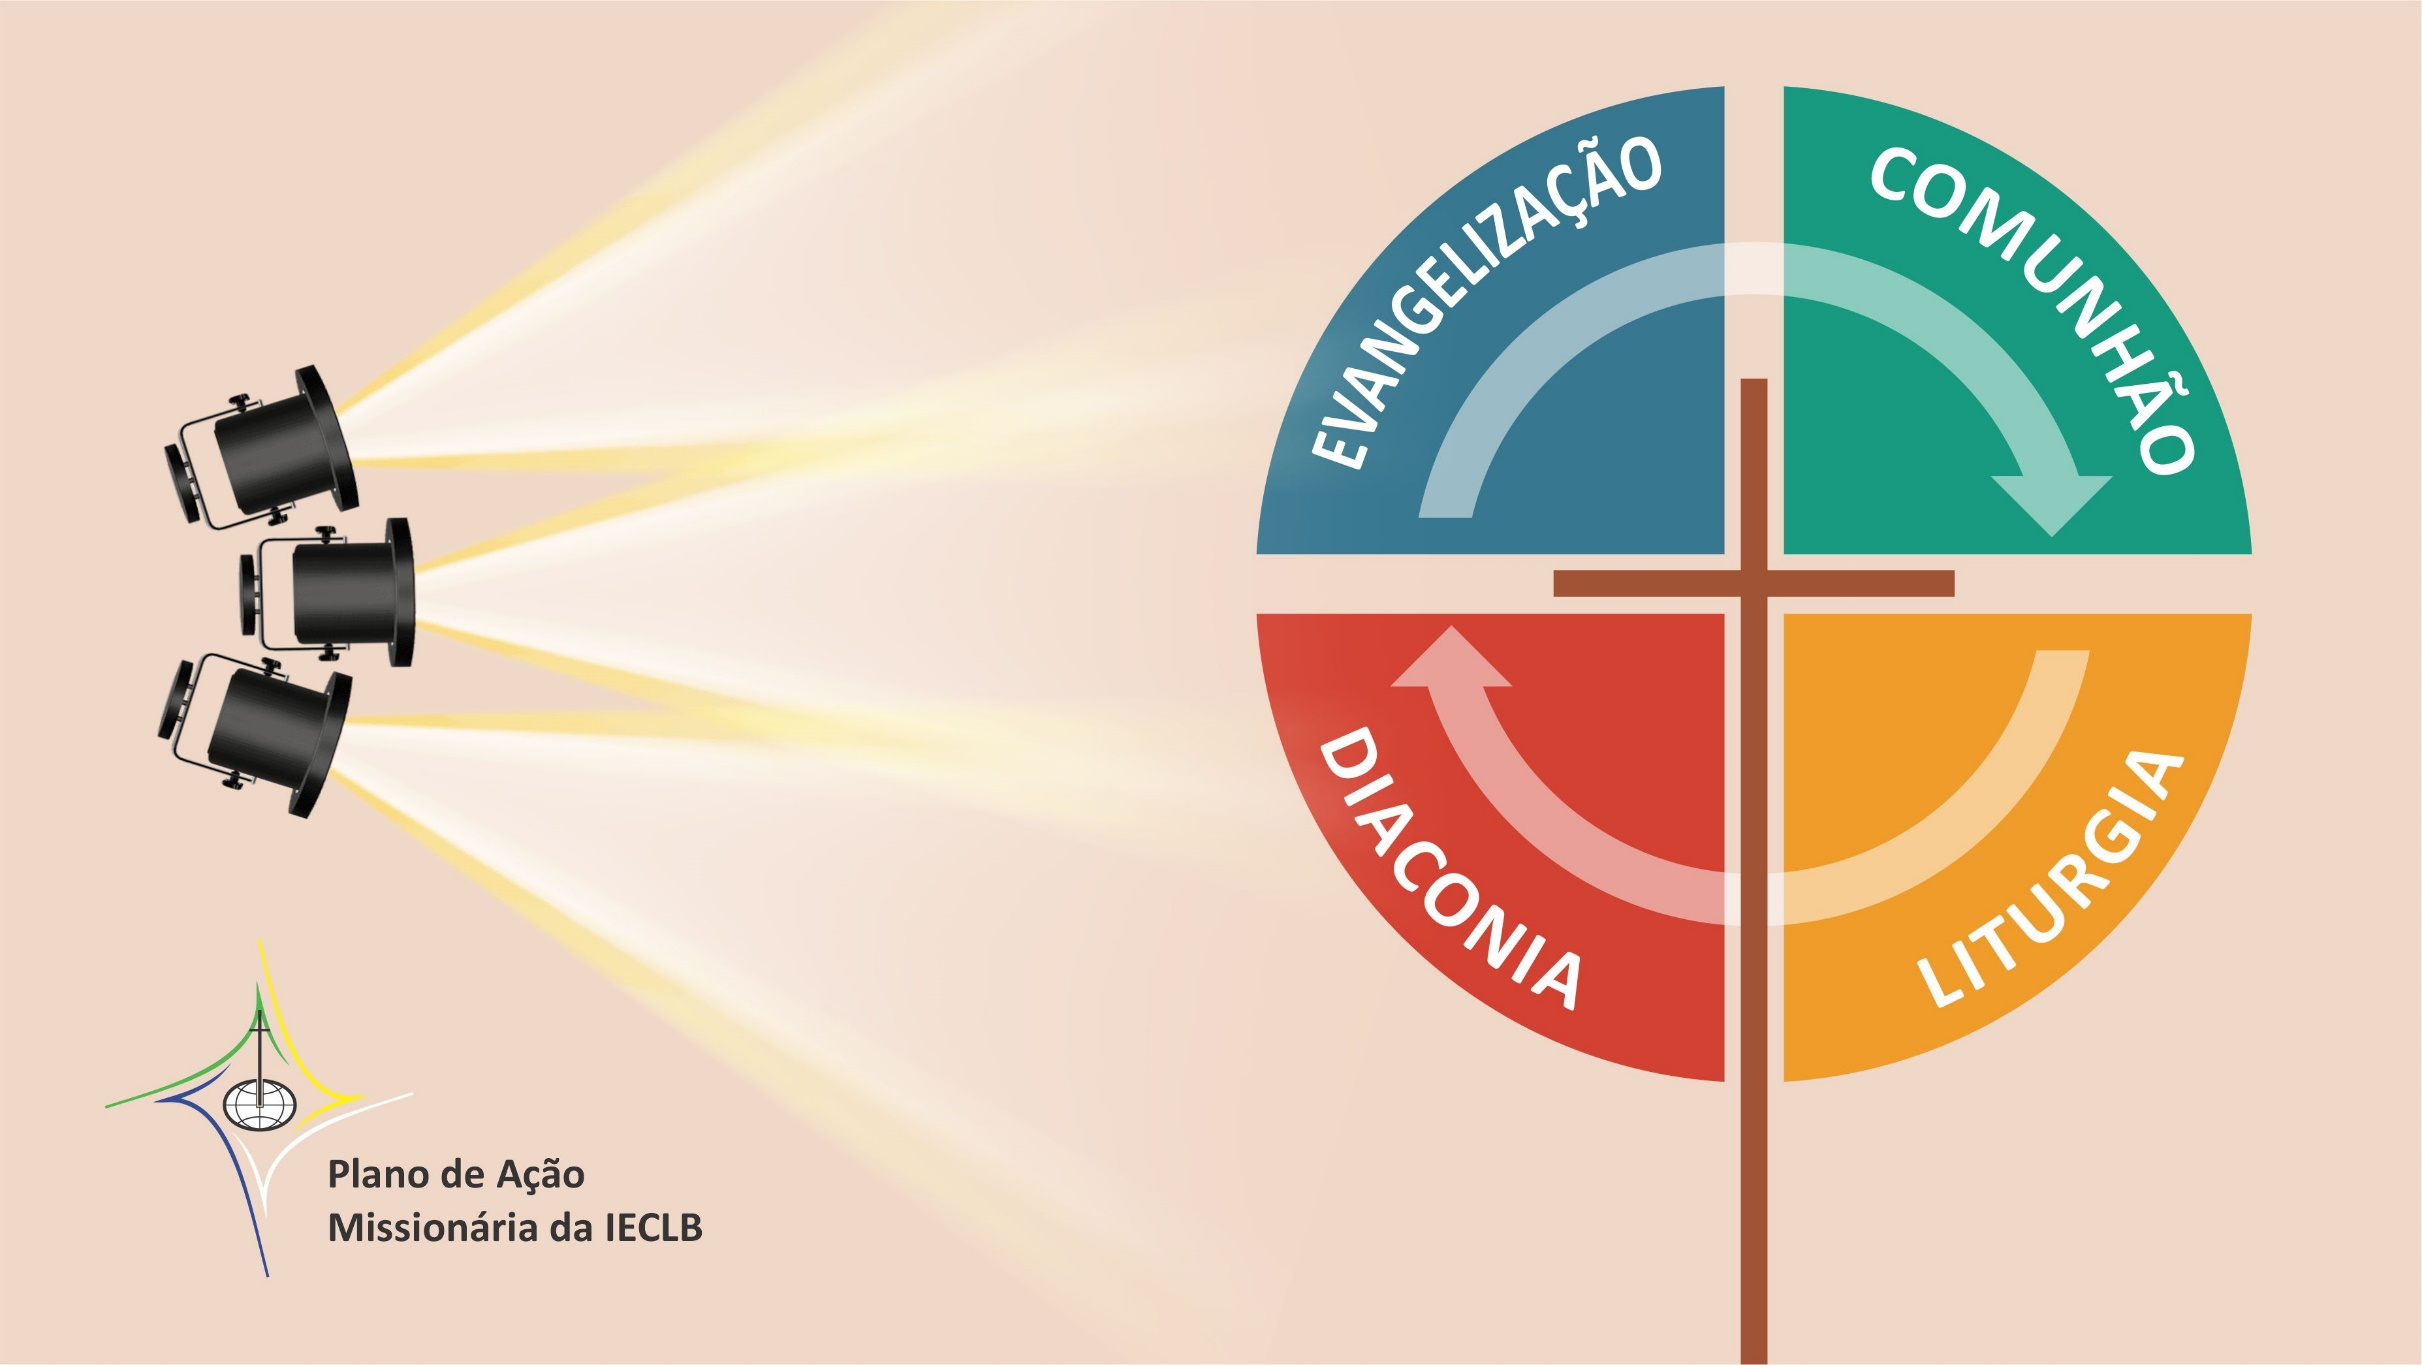 EVANGELIZAÇÃO
COMUNHÃO
DIACONIA
LITURGIA
Plano de Ação
Missionária da IECLB